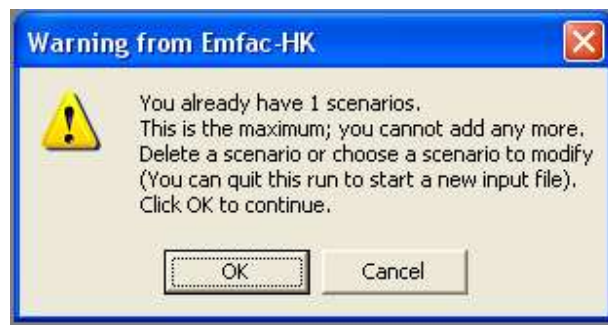 Warning from Emfac-HK
You already have 1 scenarios.
This is the maximum; you cannot add any more.
Delete a scenario or choose a scenario to modify
(You can quit this run to start a new input file).
Click OK to continue.
OK
Cancel